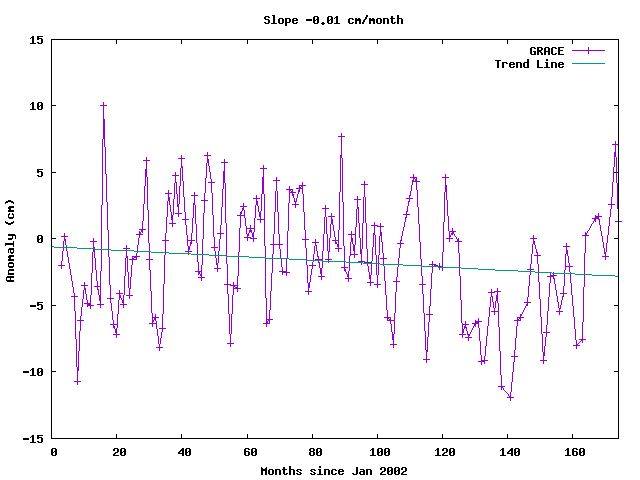 Slope -0.01 cm/month
GRACE
Trend Line
15
10
5
0
-5
-10
-15
Anomaly (cm)
0 20 40 60 80 100 120 140 160
Months since Jan 2002